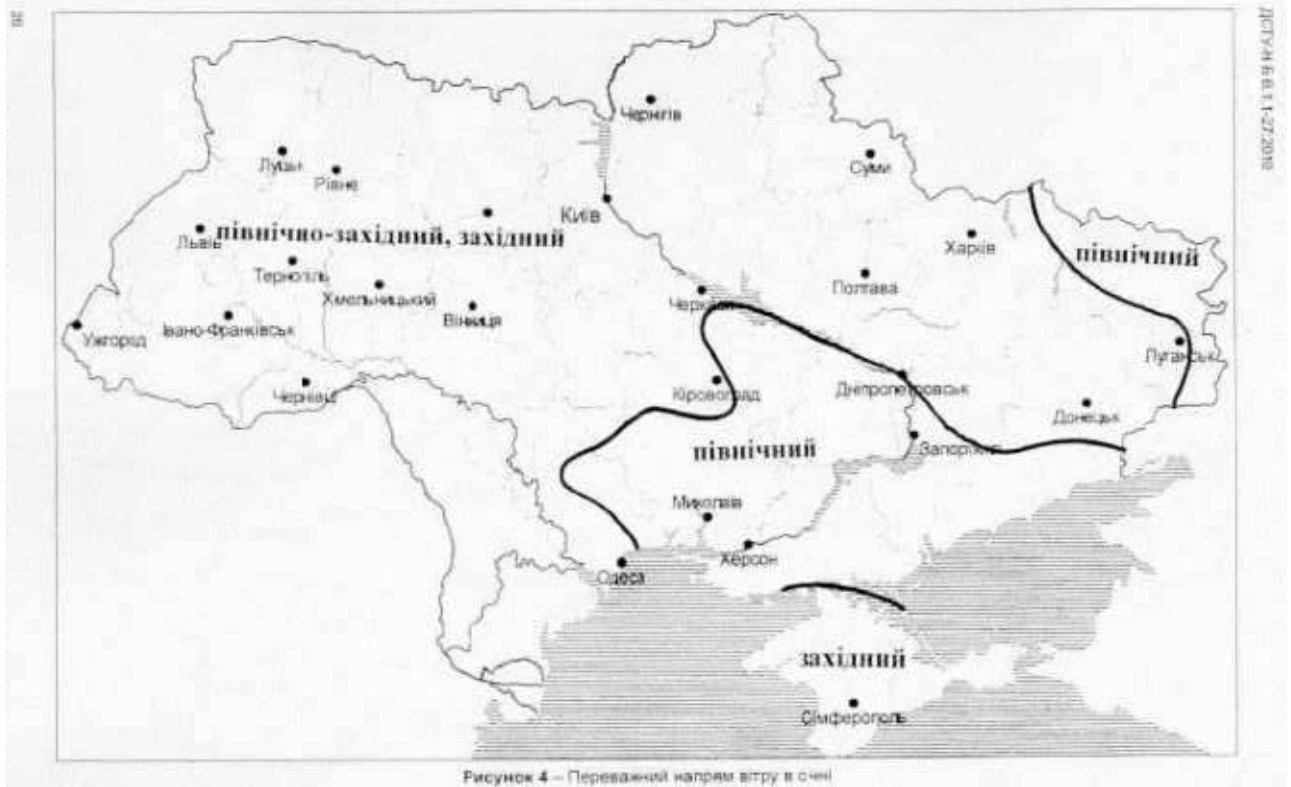 28
ДСТУ-Н Б В.1.1-27:2010
Чернігів
Луцьк
Рівне
Суми
Київ
Львів
північно-західний, західний
Харків
північний
Тернопіль
Хмельницький
Полтава
Черкаси
Вінниця
Івано-Франківськ
Ужгород
Луганськ
Чернівці
Кіровоград
Дніпропетровськ
Донецьк
північний
Запоріжжя
Миколаїв
Херсон
Одеса
західний
Сімферополь
Рисунок 4 – Переважний напрям вітру в січні